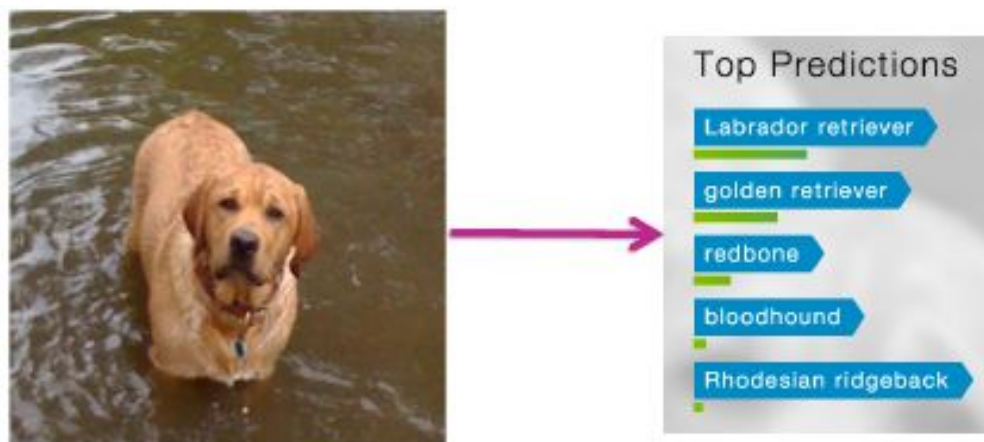 Top Predictions
Labrador retriever
golden retriever
redbone
bloodhound
Rhodesian ridgeback